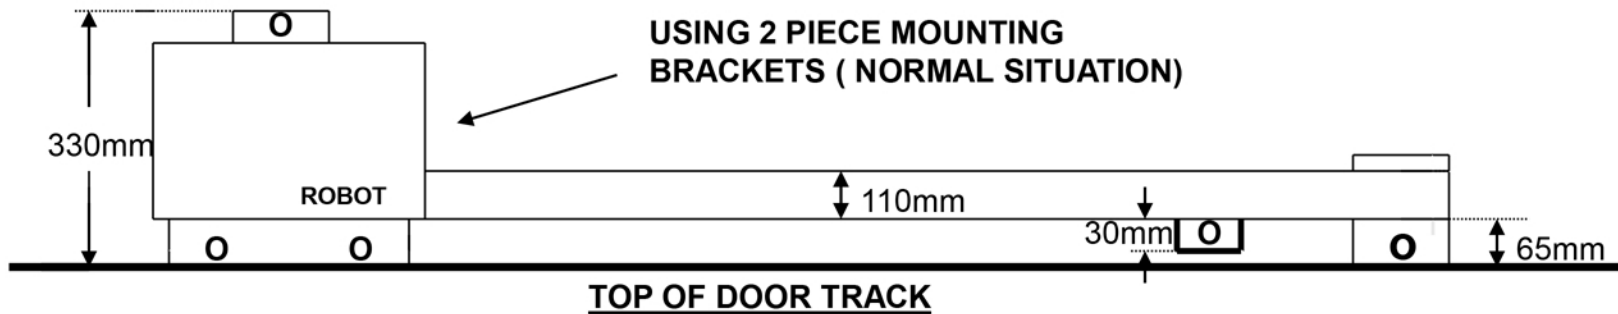 O
USING 2 PIECE MOUNTING
BRACKETS ( NORMAL SITUATION)
330mm
ROBOT
110mm
30mm
O
O O
O
65mm
TOP OF DOOR TRACK